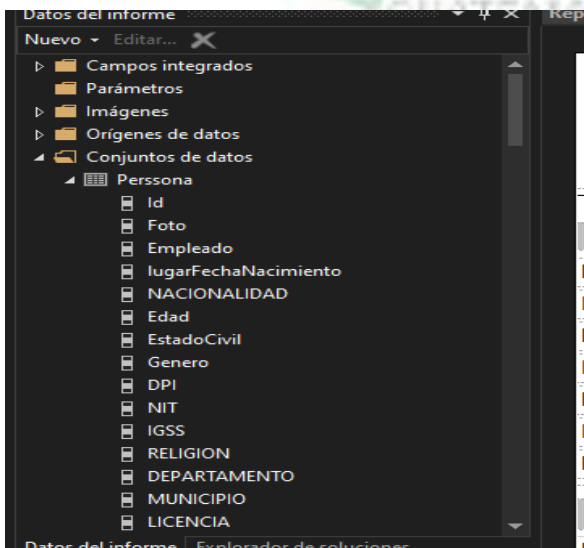 Datos del informe
Rep
Nuevo Editar...
Campos integrados
Parámetros
Imágenes
Orígenes de datos
Conjuntos de datos
Perssona
Id
Foto
Empleado
lugarFechaNacimiento
NACIONALIDAD
Edad
EstadoCivil
Genero
DPI
NIT
IGSS
RELIGION
DEPARTAMENTO
MUNICIPIO
LICENCIA
Datos del informe Explorador de soluciones